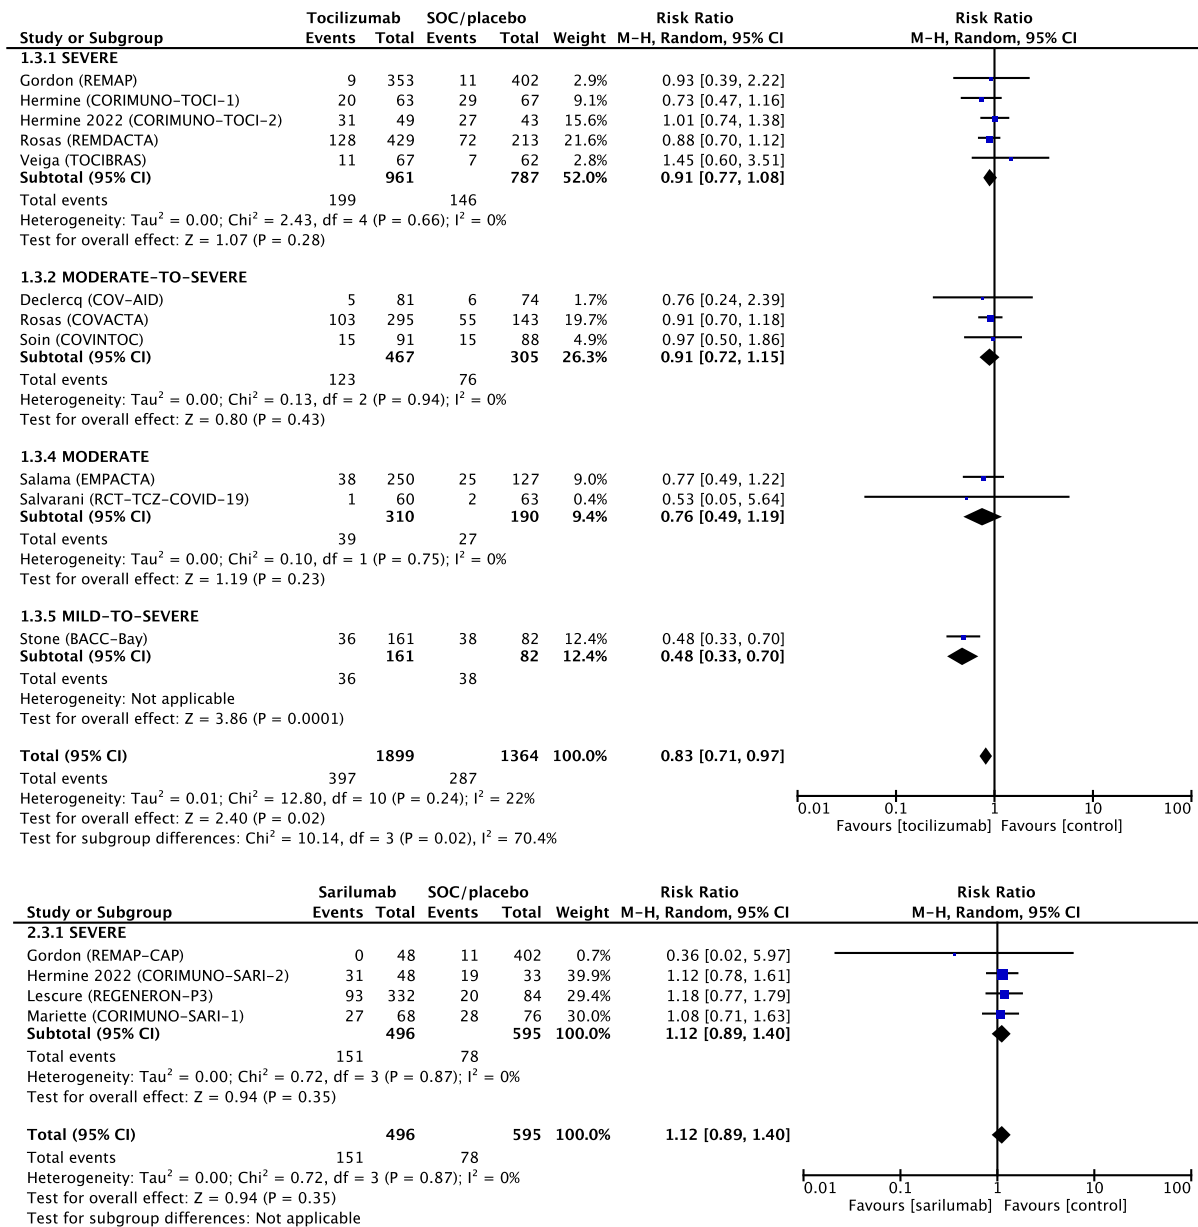 Tocilizumab SOC/placebo Risk Ratio Risk Ratio
Study or Subgroup Events Total Events Total Weight M-H, Random, 95% CI M-H, Random, 95% CI
1.3.1 SEVERE
Gordon (REMAP) 9 353 11 402 2.9% 0.93 [0.39, 2.22]
Hermine (CORIMUNO-TOCI-1) 20 63 29 67 9.1% 0.73 [0.47, 1.16]
Hermine 2022 (CORIMUNO-TOCI-2) 31 49 27 43 15.6% 1.01 [0.74, 1.38]
Rosas (REMDACTA) 128 429 72 213 21.6% 0.88 [0.70, 1.12]
Veiga (TOCIBRAS) 11 67 7 62 2.8% 1.45 [0.60, 3.51]
Subtotal (95% CI) 961 787 52.0% 0.91 [0.77, 1.08]
Total events 199 146
Heterogeneity: Tau² = 0.00; Chi² = 2.43, df = 4 (P = 0.66); I² = 0%
Test for overall effect: Z = 1.07 (P = 0.28)
1.3.2 MODERATE-TO-SEVERE
Declercq (COV-AID) 5 81 6 74 1.7% 0.76 [0.24, 2.39]
Rosas (COVACTA) 103 295 55 143 19.7% 0.91 [0.70, 1.18]
Soin (COVINTOC) 15 91 15 88 4.9% 0.97 [0.50, 1.86]
Subtotal (95% CI) 467 305 26.3% 0.91 [0.72, 1.15]
Total events 123 76
Heterogeneity: Tau² = 0.00; Chi² = 0.13, df = 2 (P = 0.94); I² = 0%
Test for overall effect: Z = 0.80 (P = 0.43)
1.3.4 MODERATE
Salama (EMPACTA) 38 250 25 127 9.0% 0.77 [0.49, 1.22]
Salvarani (RCT-TCZ-COVID-19) 1 60 2 63 0.4% 0.53 [0.05, 5.64]
Subtotal (95% CI) 310 190 9.4% 0.76 [0.49, 1.19]
Total events 39 27
Heterogeneity: Tau² = 0.00; Chi² = 0.10, df = 1 (P = 0.75); I² = 0%
Test for overall effect: Z = 1.19 (P = 0.23)
1.3.5 MILD-TO-SEVERE
Stone (BACC-Bay) 36 161 38 82 12.4% 0.48 [0.33, 0.70]
Subtotal (95% CI) 161 82 12.4% 0.48 [0.33, 0.70]
Total events 36 38
Heterogeneity: Not applicable
Test for overall effect: Z = 3.86 (P = 0.0001)
Total (95% CI) 1899 1364 100.0% 0.83 [0.71, 0.97]
Total events 397 287
Heterogeneity: Tau² = 0.01; Chi² = 12.80, df = 10 (P = 0.24); I² = 22%
Test for overall effect: Z = 2.40 (P = 0.02)
Test for subgroup differences: Chi² = 10.14, df = 3 (P = 0.02), I² = 70.4%
0.01 0.1 1 10 100
Favours [tocilizumab] Favours [control]
Sarilumab SOC/placebo Risk Ratio Risk Ratio
Study or Subgroup Events Total Events Total Weight M-H, Random, 95% CI M-H, Random, 95% CI
2.3.1 SEVERE
Gordon (REMAP-CAP) 0 48 11 402 0.7% 0.36 [0.02, 5.97]
Hermine 2022 (CORIMUNO-SARI-2) 31 48 19 33 39.9% 1.12 [0.78, 1.61]
Lescure (REGENERON-P3) 93 332 20 84 29.4% 1.18 [0.77, 1.79]
Mariette (CORIMUNO-SARI-1) 27 68 28 76 30.0% 1.08 [0.71, 1.63]
Subtotal (95% CI) 496 595 100.0% 1.12 [0.89, 1.40]
Total events 151 78
Heterogeneity: Tau² = 0.00; Chi² = 0.72, df = 3 (P = 0.87); I² = 0%
Test for overall effect: Z = 0.94 (P = 0.35)
Total (95% CI) 496 595 100.0% 1.12 [0.89, 1.40]
Total events 151 78
Heterogeneity: Tau² = 0.00; Chi² = 0.72, df = 3 (P = 0.87); I² = 0%
Test for overall effect: Z = 0.94 (P = 0.35)
Test for subgroup differences: Not applicable
0.01 0.1 1 10 100
Favours [sarilumab] Favours [control]